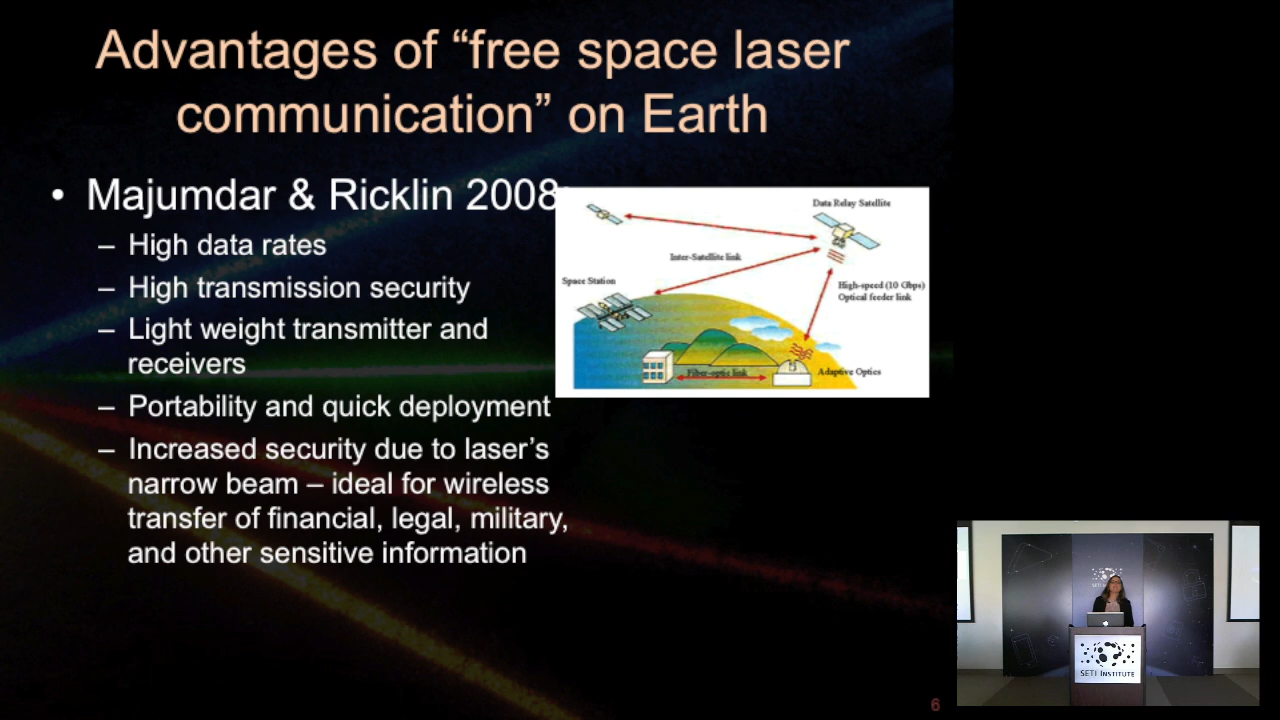 Advantages of “free space laser
communication” on Earth
• Majumdar & Ricklin 2008:
– High data rates
– High transmission security
– Light weight transmitter and
receivers
– Portability and quick deployment
– Increased security due to laser’s
narrow beam – ideal for wireless
transfer of financial, legal, military,
and other sensitive information
Data Relay Satellite
Inter-Satellite link
Space Station
High-speed (10 Gbps)
Optical feeder link
Fiber-optic link
Adaptive Optics
SETI INSTITUTE
6